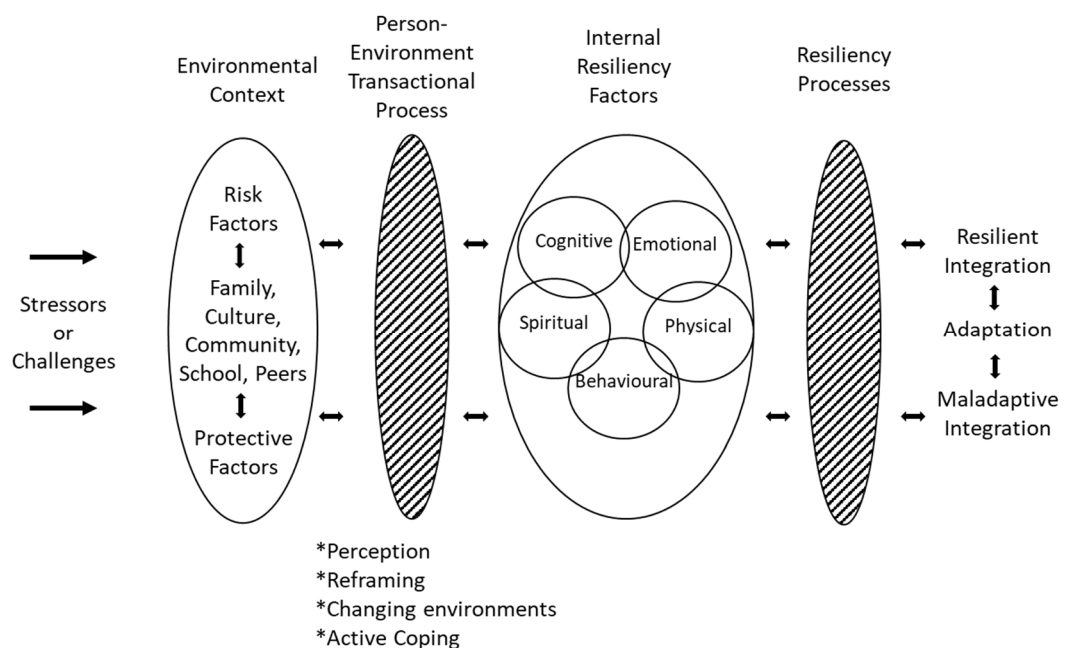 Environmental
Context
Person-
Environment
Transactional
Process
Internal
Resiliency
Factors
Resiliency
Processes
Stressors
or
Challenges
Risk
Factors
Family,
Culture,
Community,
School, Peers
Protective
Factors
Cognitive
Emotional
Spiritual
Physical
Behavioural
Resilient
Integration
Adaptation
Maladaptive
Integration
*Perception
*Reframing
*Changing environments
*Active Coping